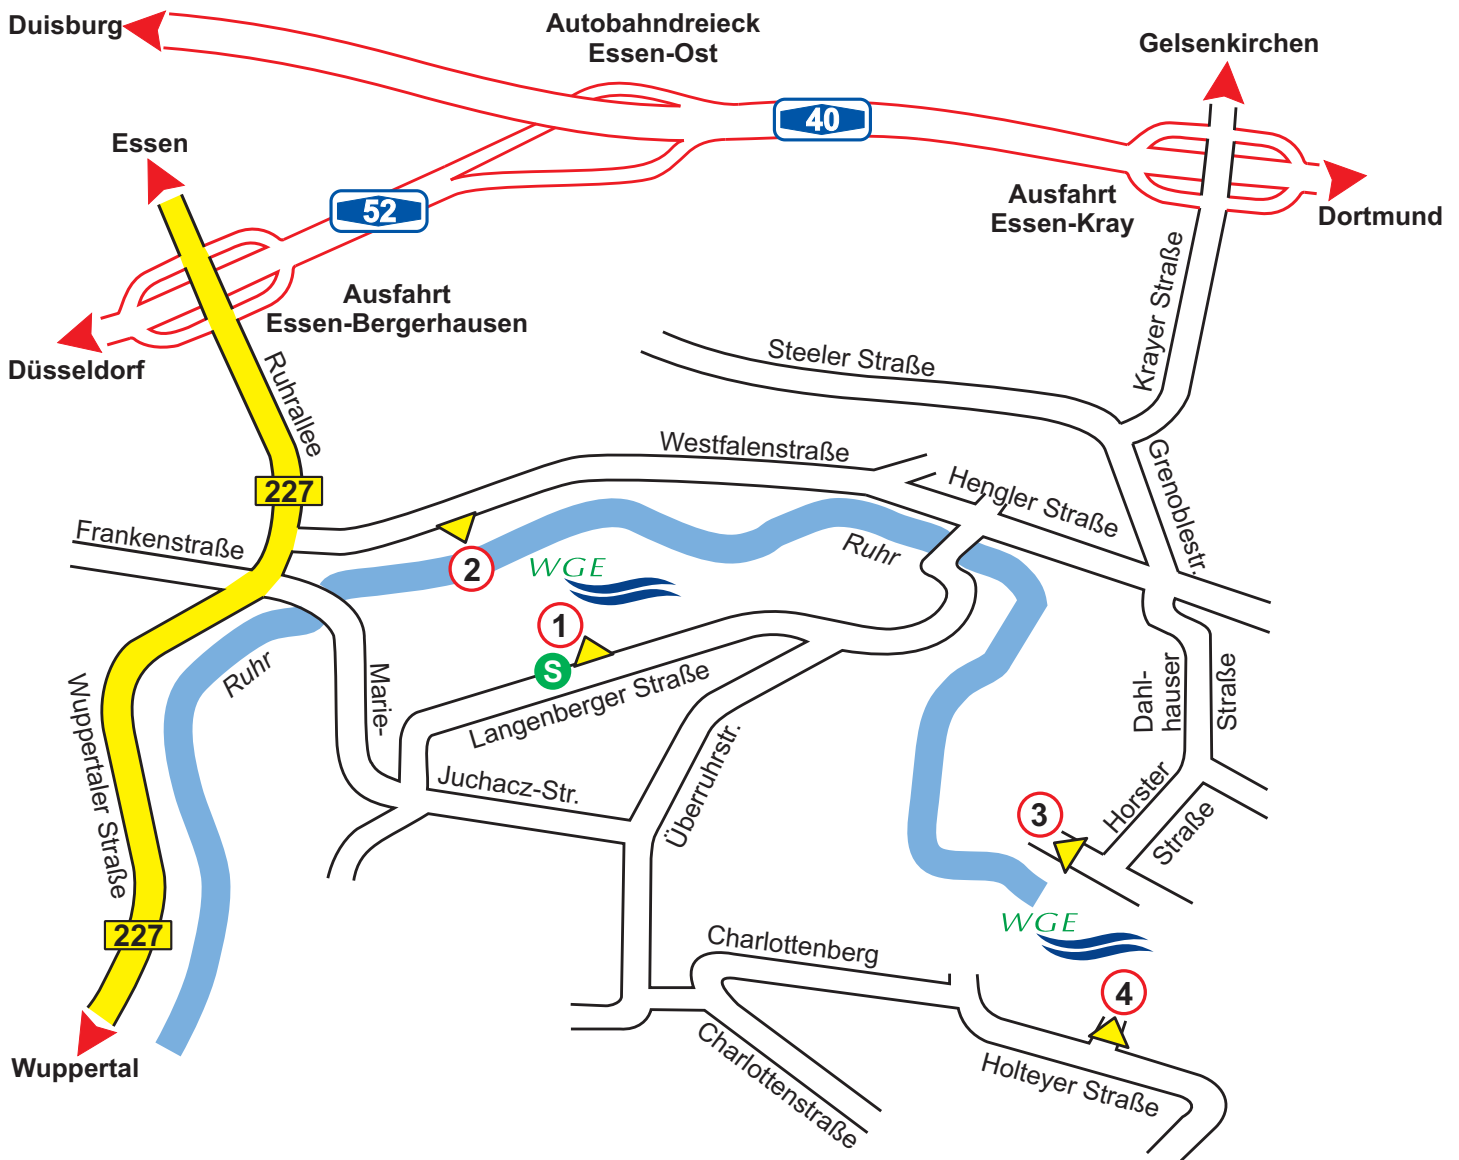 Duisburg
Autobahndreieck
Essen-Ost
Gelsenkirchen
40
Essen
Ausfahrt
Essen-Kray
Dortmund
52
Ausfahrt
Essen-Bergerhausen
Düsseldorf
Krayer Straße
Steeler Straße
Ruhrallee
Westfalenstraße
Hengler Straße
Grenoblestr.
227
Frankenstraße
Ruhr
2
WGE
1
S
Ruhr
Marie-
Langenberger Straße
Dahl-
hauser
Straße
Wuppertaler Straße
Juchacz-Str.
Überruhrstr.
3
Horster
Straße
227
WGE
Charlottenberg
4
Charlottenstraße
Holteyer Straße
Wuppertal